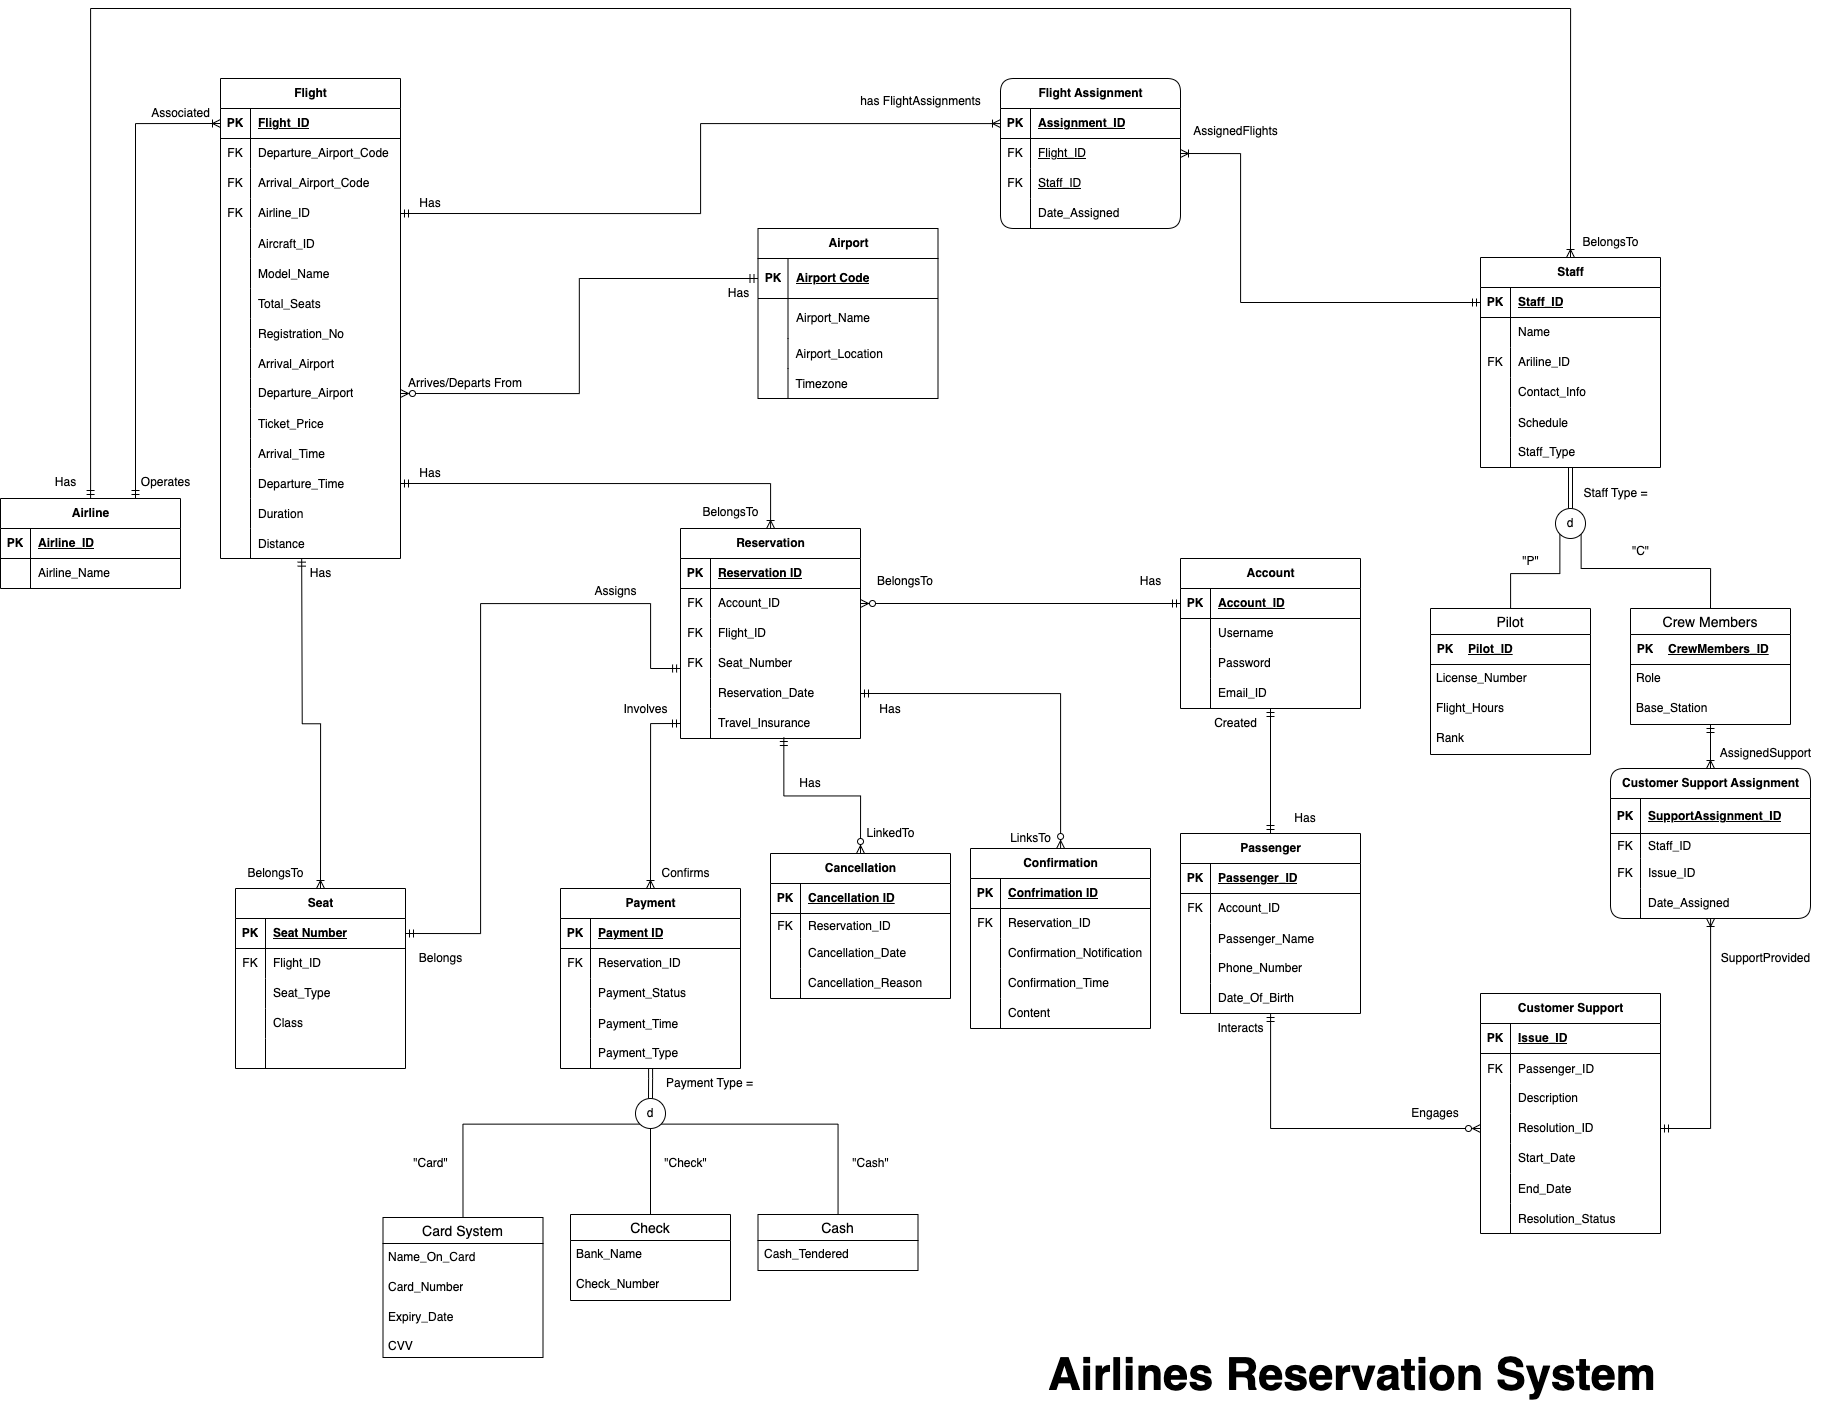 Flight
PK Flight_ID
FK Departure_Airport_Code
FK Arrival_Airport_Code
FK Airline_ID
Aircraft_ID
Model_Name
Total_Seats
Registration_No
Arrival_Airport
Departure_Airport
Ticket_Price
Arrival_Time
Departure_Time
Duration
Distance
Associated
Has
has FlightAssignments
Flight Assignment
PK Assignment_ID
FK Flight_ID
FK Staff_ID
Date_Assigned
AssignedFlights
Airport
PK Airport Code
Airport_Name
Airport_Location
Timezone
Has
Arrives/Departs From
BelongsTo
Staff
PK Staff_ID
Name
FK Ariline_ID
Contact_Info
Schedule
Staff_Type
Staff Type =
d
"P"
"C"
Has
Operates
Airline
PK Airline_ID
Airline_Name
Has
BelongsTo
Has
Reservation
PK Reservation ID
FK Account_ID
FK Flight_ID
FK Seat_Number
Reservation_Date
Travel_Insurance
Assigns
Involves
BelongsTo
Has
Account
PK Account_ID
Username
Password
Email_ID
Created
Has
Pilot
PK Pilot_ID
License_Number
Flight_Hours
Rank
Crew Members
PK CrewMembers_ID
Role
Base_Station
AssignedSupport
Customer Support Assignment
PK SupportAssignment_ID
FK Staff_ID
FK Issue_ID
Date_Assigned
SupportProvided
Has
Has
LinkedTo
LinksTo
BelongsTo
Seat
PK Seat Number
FK Flight_ID
Seat_Type
Class
Belongs
Confirms
Payment
PK Payment ID
FK Reservation_ID
Payment_Status
Payment_Time
Payment_Type
Cancellation
PK Cancellation ID
FK Reservation_ID
Cancellation_Date
Cancellation_Reason
Confirmation
PK Confrimation ID
FK Reservation_ID
Confirmation_Notification
Confirmation_Time
Content
Passenger
PK Passenger_ID
FK Account_ID
Passenger_Name
Phone_Number
Date_Of_Birth
Interacts
Engages
Customer Support
PK Issue_ID
FK Passenger_ID
Description
Resolution_ID
Start_Date
End_Date
Resolution_Status
Payment Type =
d
"Card"
"Check"
"Cash"
Card System
Name_On_Card
Card_Number
Expiry_Date
CVV
Check
Bank_Name
Check_Number
Cash
Cash_Tendered
Airlines Reservation System